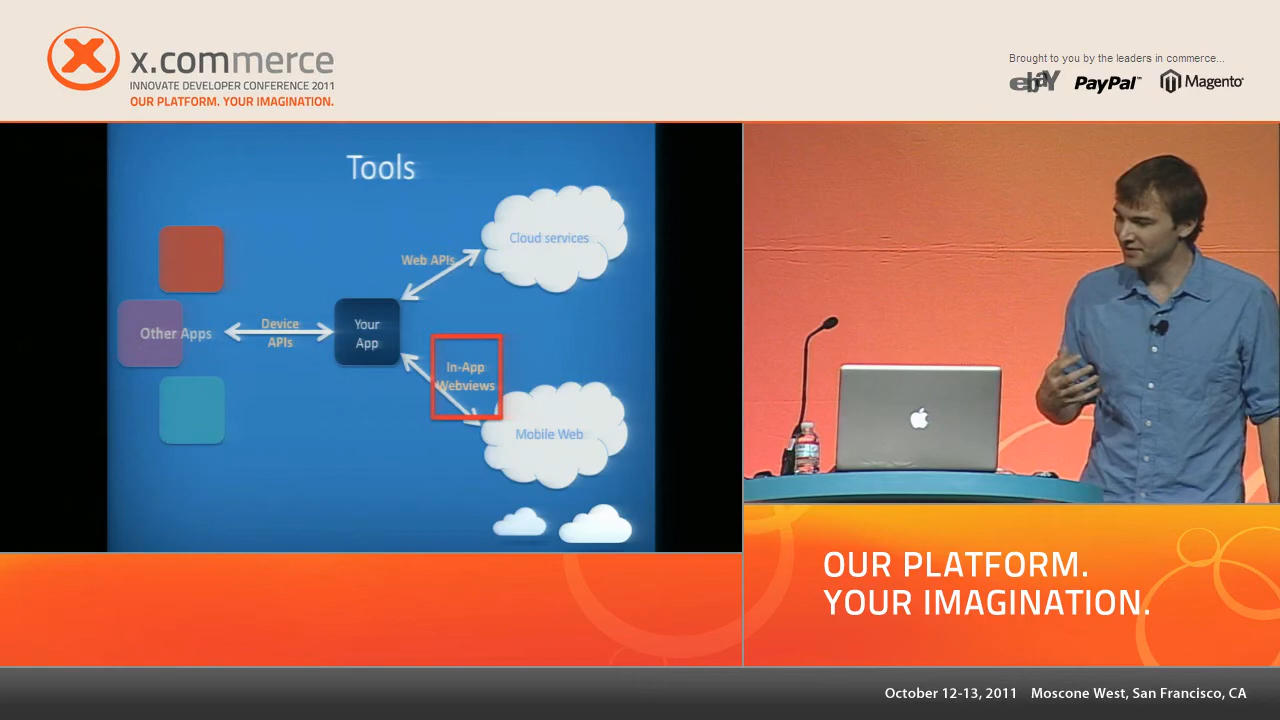 x.commerce
INNOVATE DEVELOPER CONFERENCE 2011
OUR PLATFORM. YOUR IMAGINATION.
Brought to you by the leaders in commerce...
ebaY
PayPal™
Magento®
Tools
Cloud services
Web APIs
Other Apps
Device
APIs
Your
App
In-App
Webviews
Mobile Web
OUR PLATFORM.
YOUR IMAGINATION.
October 12-13, 2011 Moscone West, San Francisco, CA